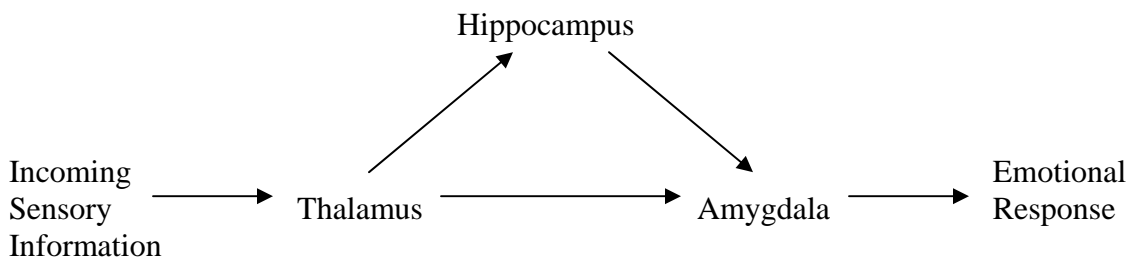 Hippocampus
Incoming
Sensory
Information
Thalamus
Amygdala
Emotional
Response